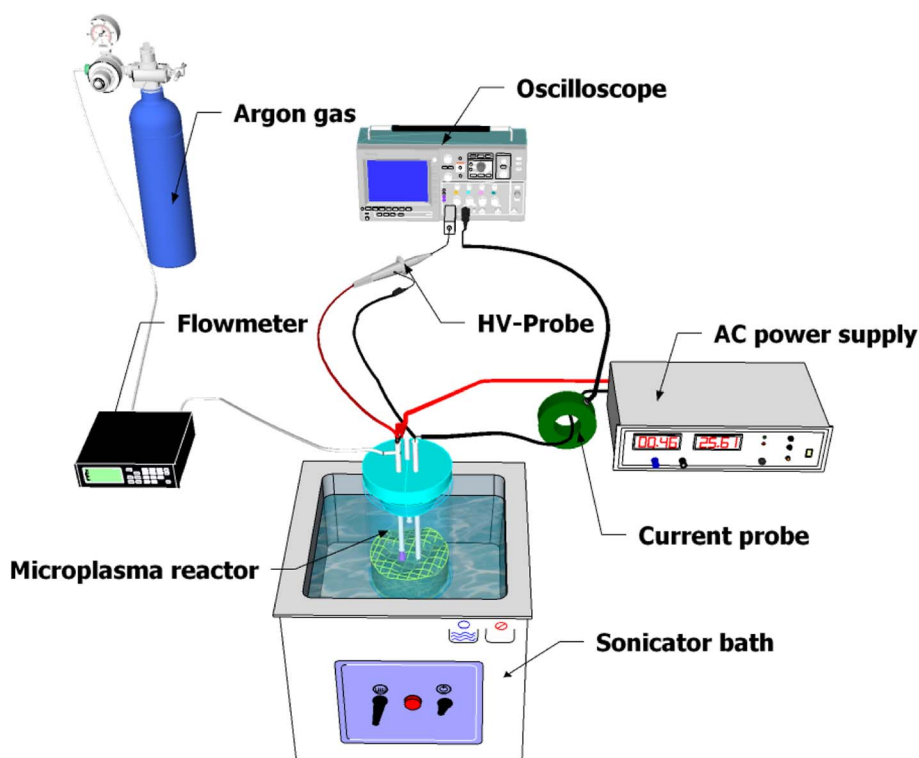 Oscilloscope
Argon gas
Flowmeter
HV-Probe
AC power supply
00.46
25.61
Current probe
Microplasma reactor
Sonicator bath